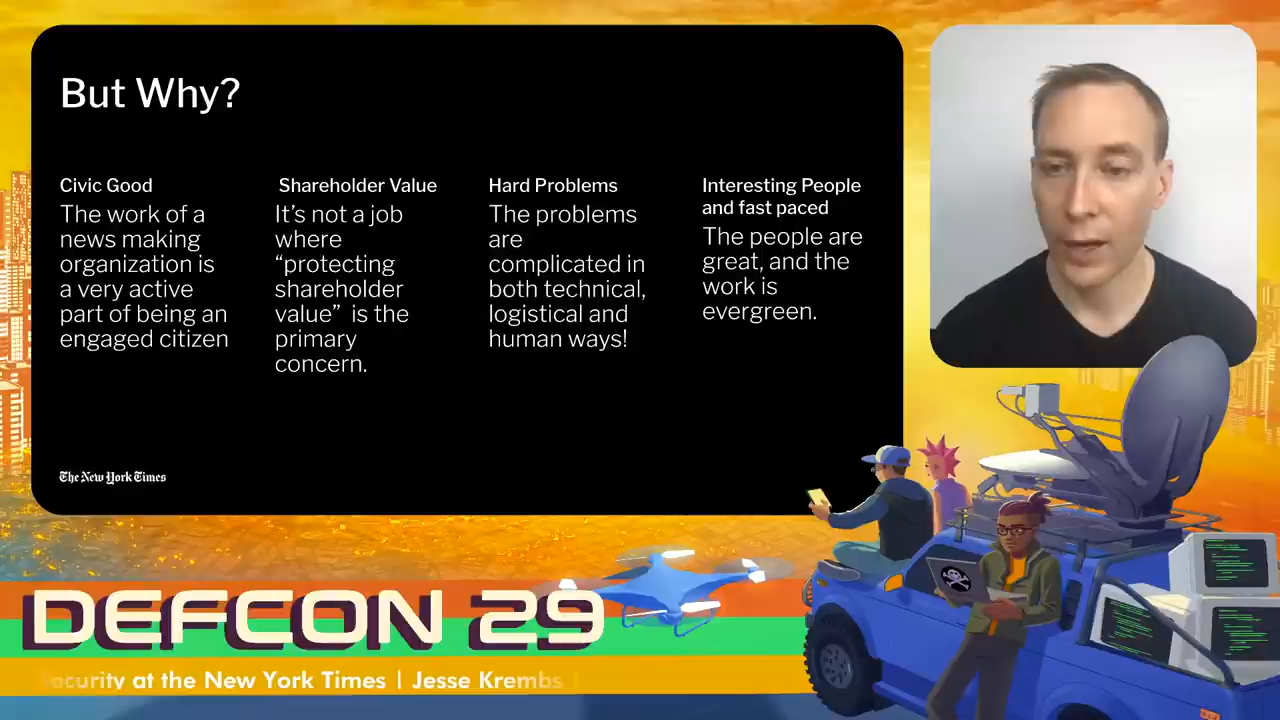 But Why?
Civic Good
The work of a
news making
organization is
a very active
part of being an
engaged citizen
Shareholder Value
It’s not a job
where
“protecting
shareholder
value” is the
primary
concern.
Hard Problems
The problems
are
complicated in
both technical,
logistical and
human ways!
Interesting People
and fast paced
The people are
great, and the
work is
evergreen.
The New York Times
DEFCON 29
ecurity at the New York Times | Jesse Krembs